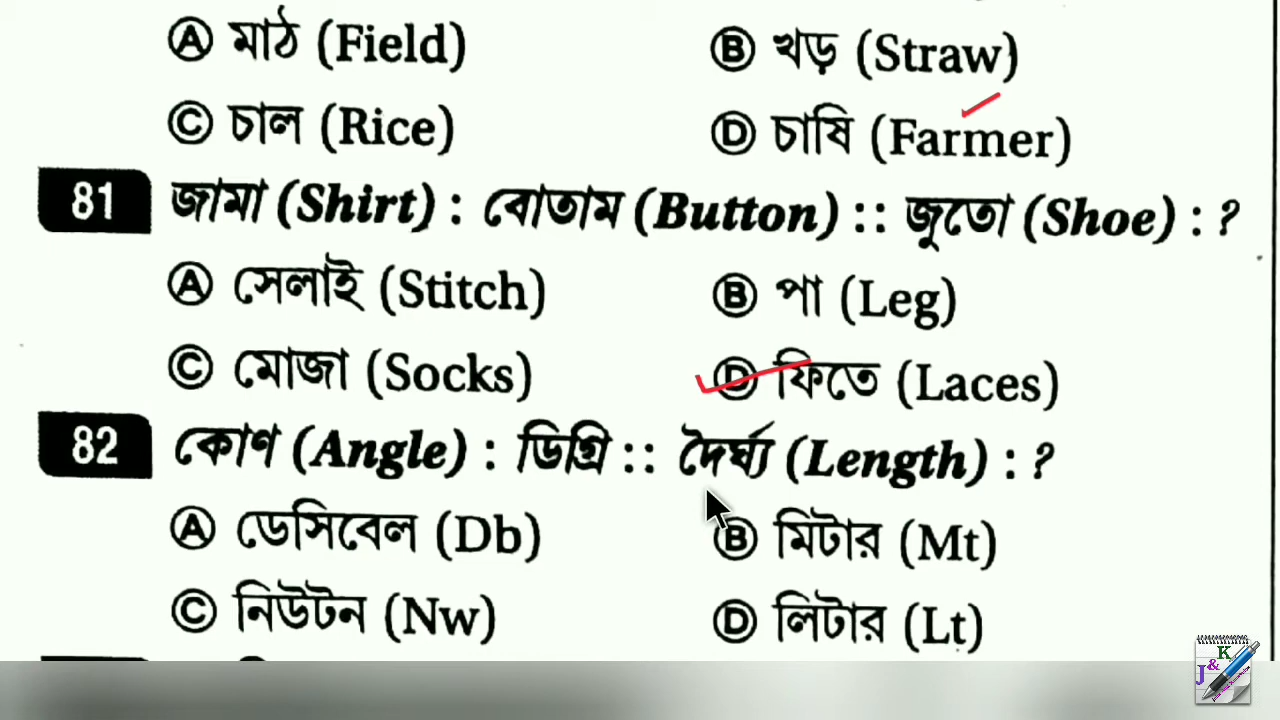 Ⓐ মাঠ (Field) Ⓑ খড় (Straw)
Ⓒ চাল (Rice) Ⓓ চাষি (Farmer)
81 জামা (Shirt) : বোতাম (Button) :: জুতো (Shoe) : ?
Ⓐ সেলাই (Stitch) Ⓑ পা (Leg)
Ⓒ মোজা (Socks) Ⓓ ফিতে (Laces)
82 কোণ (Angle) : ডিগ্রি :: দৈর্ঘ্য (Length) : ?
Ⓐ ডেসিবেল (Db) Ⓑ মিটার (Mt)
Ⓒ নিউটন (Nw) Ⓓ লিটার (Lt)
J&K